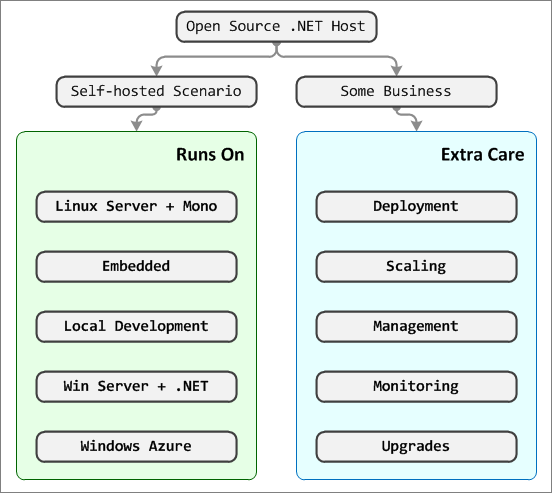 Open Source .NET Host
Self-hosted Scenario
Some Business
Runs On
Linux Server + Mono
Embedded
Local Development
Win Server + .NET
Windows Azure
Extra Care
Deployment
Scaling
Management
Monitoring
Upgrades